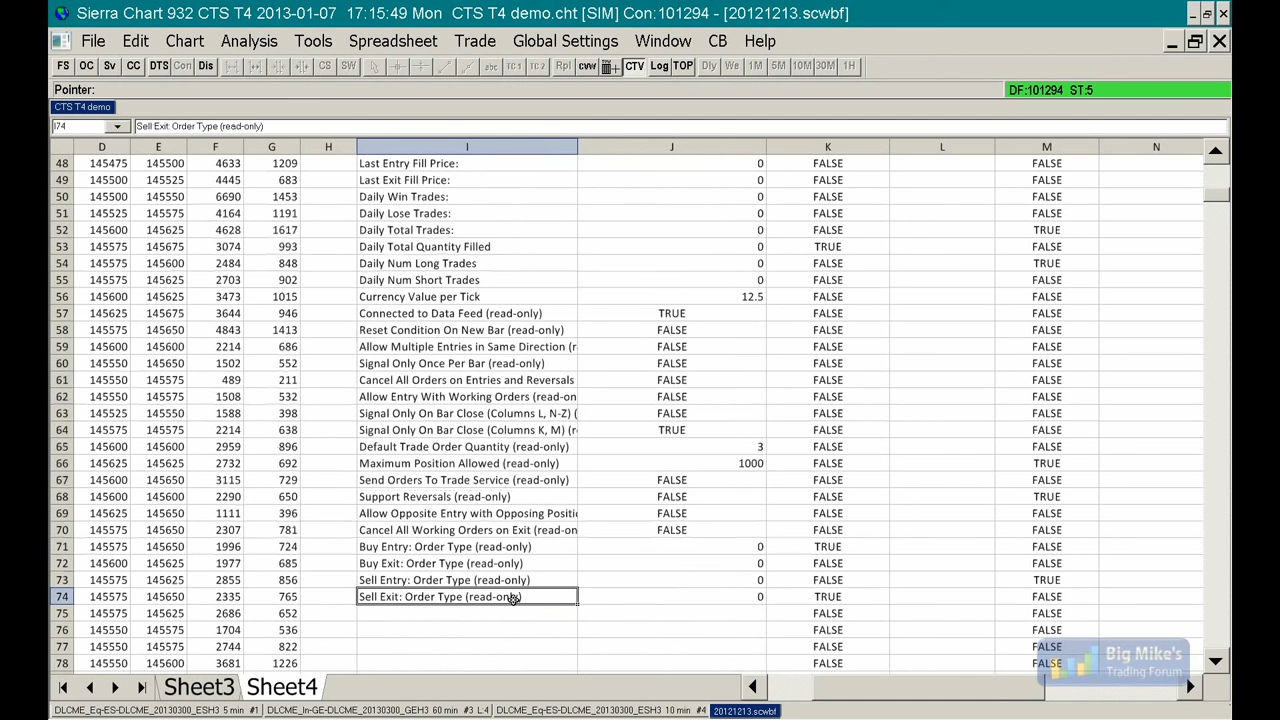 Sierra Chart 932 CTS T4 2013-01-07 17:15:49 Mon CTS T4 demo.cht [SIM] Con:101294 - [20121213.scwbf]
File Edit Chart Analysis Tools Spreadsheet Trade Global Settings Window CB Help
FS OC Sv CC DTS Con Dis CS SW abc TC1 TC2 Rpl CVW CTV Log TOP Dly We 1M 5M 10M 30M 1H
Pointer: DF:101294 ST:5
CTS T4 demo
I74 Sell Exit: Order Type (read-only)
D E F G H I J K L M N
48 145475 145500 4633 1209 Last Entry Fill Price: 0 FALSE FALSE
49 145500 145525 4445 683 Last Exit Fill Price: 0 FALSE FALSE
50 145500 145550 6690 1453 Daily Win Trades: 0 FALSE FALSE
51 145525 145575 4164 1191 Daily Lose Trades: 0 FALSE FALSE
52 145600 145625 4628 1617 Daily Total Trades: 0 FALSE TRUE
53 145575 145625 3074 993 Daily Total Quantity Filled 0 TRUE FALSE
54 145575 145600 2484 848 Daily Num Long Trades 0 FALSE TRUE
55 145575 145625 2703 902 Daily Num Short Trades 0 FALSE FALSE
56 145600 145625 3473 1015 Currency Value per Tick 12.5 FALSE FALSE
57 145625 145675 3644 946 Connected to Data Feed (read-only) TRUE FALSE FALSE
58 145575 145650 4843 1413 Reset Condition On New Bar (read-only) FALSE FALSE FALSE
59 145550 145600 2214 686 Allow Multiple Entries in Same Direction (r FALSE FALSE FALSE
60 145550 145575 1502 552 Signal Only Once Per Bar (read-only) FALSE FALSE FALSE
61 145550 145575 489 211 Cancel All Orders on Entries and Reversals FALSE FALSE FALSE
62 145550 145575 1508 532 Allow Entry With Working Orders (read-on FALSE FALSE FALSE
63 145525 145550 1588 398 Signal Only On Bar Close (Columns L, N-Z) ( FALSE FALSE FALSE
64 145525 145575 2214 638 Signal Only On Bar Close (Columns K, M) (r TRUE FALSE FALSE
65 145600 145600 2959 896 Default Trade Order Quantity (read-only) 3 FALSE FALSE
66 145625 145625 2732 692 Maximum Position Allowed (read-only) 1000 FALSE TRUE
67 145600 145625 3115 729 Send Orders To Trade Service (read-only) FALSE FALSE FALSE
68 145600 145625 2290 650 Support Reversals (read-only) FALSE FALSE TRUE
69 145625 145650 1111 396 Allow Opposite Entry with Opposing Positi FALSE FALSE FALSE
70 145575 145650 2307 781 Cancel All Working Orders on Exit (read-on FALSE FALSE FALSE
71 145575 145650 1996 724 Buy Entry: Order Type (read-only) 0 TRUE FALSE
72 145600 145625 1977 685 Buy Exit: Order Type (read-only) 0 FALSE FALSE
73 145575 145625 2855 856 Sell Entry: Order Type (read-only) 0 FALSE TRUE
74 145575 145650 2335 765 Sell Exit: Order Type (read-only) 0 TRUE FALSE
75 145575 145625 2686 652 FALSE FALSE
76 145550 145575 1704 536 FALSE FALSE
77 145550 145575 2744 822 FALSE FALSE
78 145550 145600 3681 1226 FALSE FALSE
Big Mike's
Trading Forum
Sheet3 Sheet4
DLCME_Eq-ES-DLCME_20130300_ESH3 5 min #1 DLCME_In-GE-DLCME_20130300_GEH3 60 min #3 L:4 DLCME_Eq-ES-DLCME_20130300_ESH3 10 min #4 20121213.scwbf